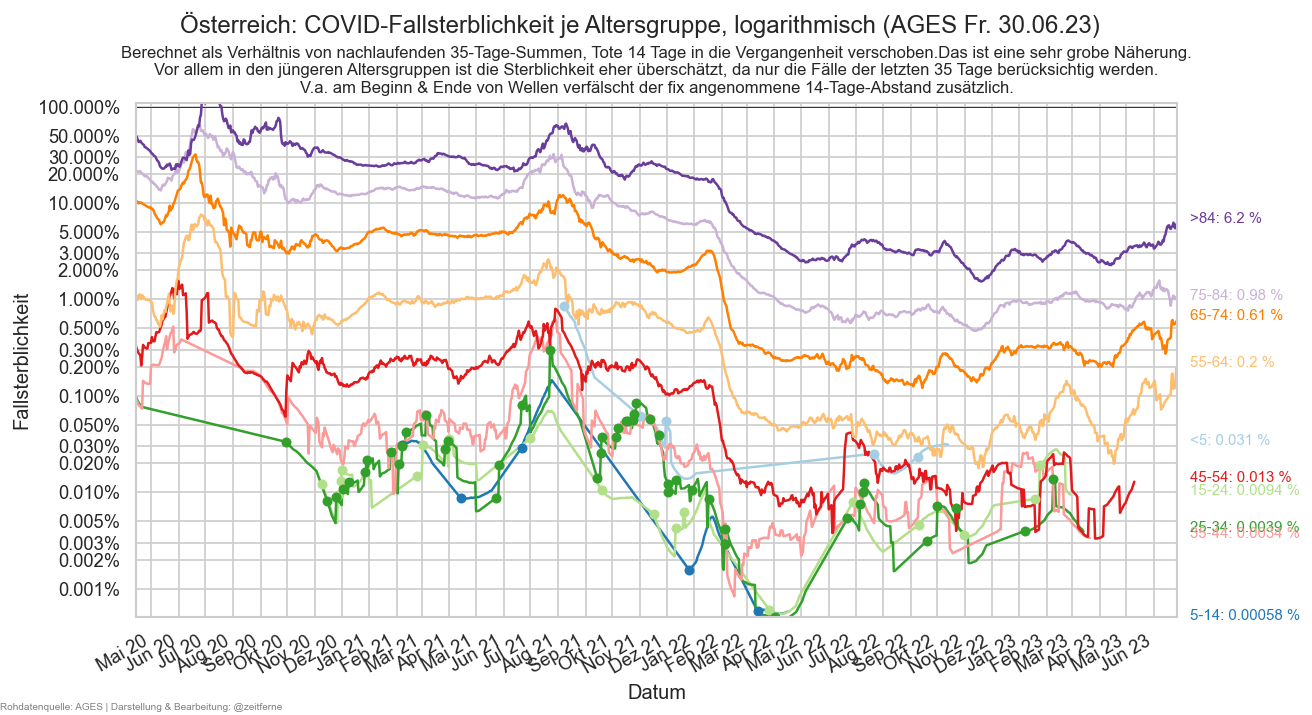 Österreich: COVID-Fallsterblichkeit je Altersgruppe, logarithmisch (AGES Fr. 30.06.23)
Berechnet als Verhältnis von nachlaufenden 35-Tage-Summen, Tote 14 Tage in die Vergangenheit verschoben.Das ist eine sehr grobe Näherung.
Vor allem in den jüngeren Altersgruppen ist die Sterblichkeit eher überschätzt, da nur die Fälle der letzten 35 Tage berücksichtig werden.
V.a. am Beginn & Ende von Wellen verfälscht der fix angenommene 14-Tage-Abstand zusätzlich.
Fallsterblichkeit
100.000%
50.000%
30.000%
20.000%
10.000%
5.000%
3.000%
2.000%
1.000%
0.500%
0.300%
0.200%
0.100%
0.050%
0.030%
0.020%
0.010%
0.005%
0.003%
0.002%
0.001%
>84: 6.2 %
75-84: 0.98 %
65-74: 0.61 %
55-64: 0.2 %
<5: 0.031 %
45-54: 0.013 %
15-24: 0.0094 %
25-34: 0.0039 %
35-44: 0.0034 %
5-14: 0.00058 %
Mai 20
Jun 20
Jul 20
Aug 20
Sep 20
Okt 20
Nov 20
Dez 20
Jan 21
Feb 21
Mär 21
Apr 21
Mai 21
Jun 21
Jul 21
Aug 21
Sep 21
Okt 21
Nov 21
Dez 21
Jan 22
Feb 22
Mär 22
Apr 22
Mai 22
Jun 22
Jul 22
Aug 22
Sep 22
Okt 22
Nov 22
Dez 22
Jan 23
Feb 23
Mär 23
Apr 23
Mai 23
Jun 23
Datum
Rohdatenquelle: AGES | Darstellung & Bearbeitung: @zeitferne